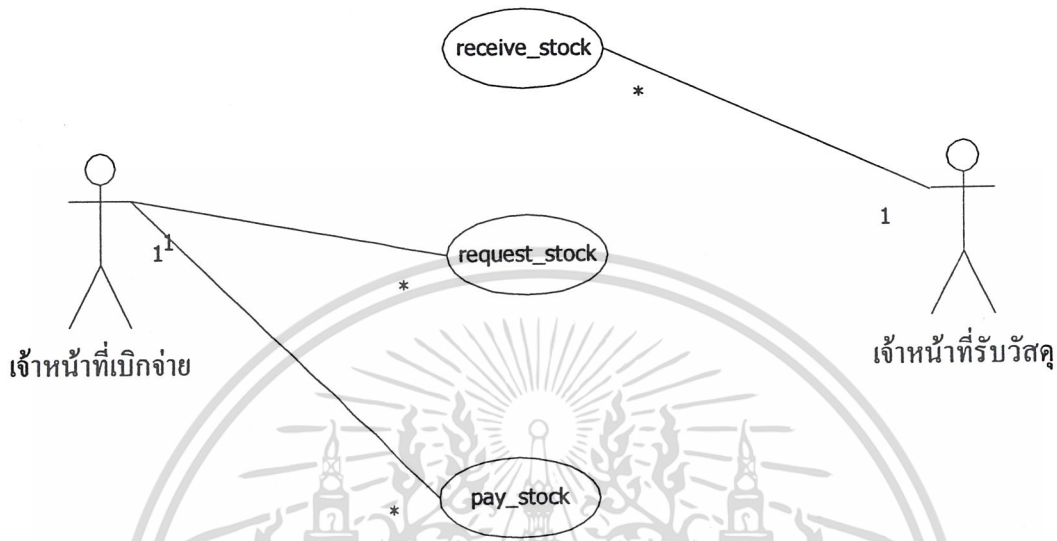 receive_stock
*
1
request_stock
1
1
*
เจ้าหน้าที่เบิกจ่าย
เจ้าหน้าที่รับวัสดุ
pay_stock
*